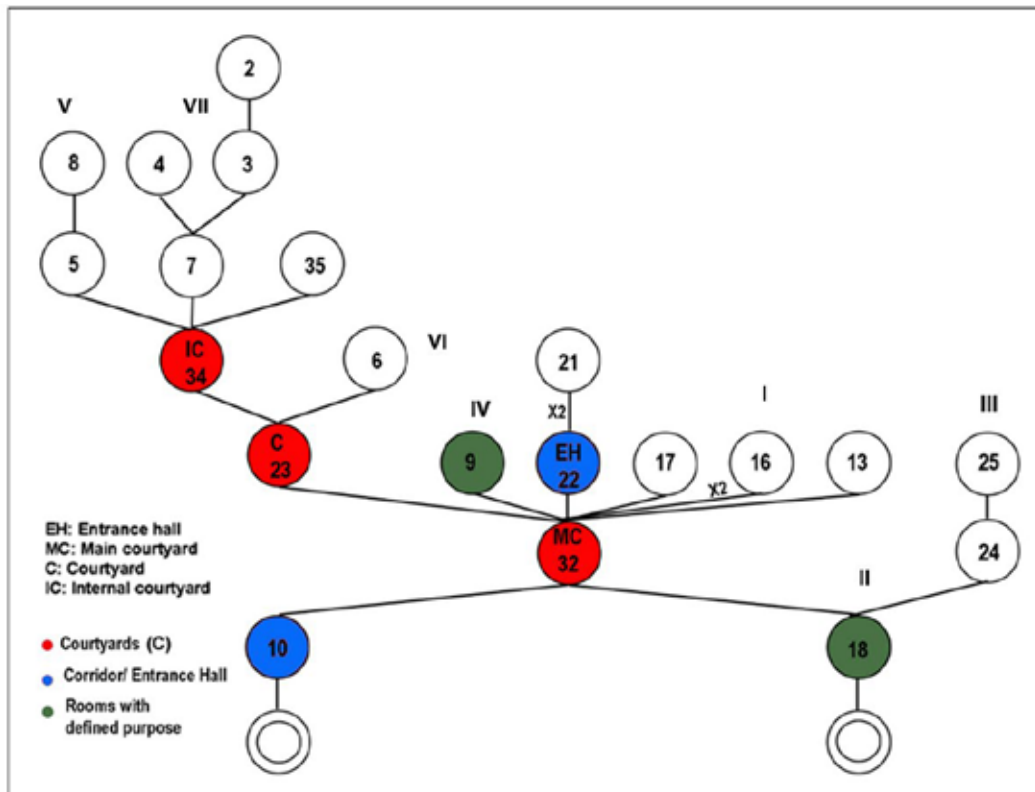 2
V
VII
8
4
3
5
7
35
IC
34
6
VI
21
X2
I
IV
III
C
23
9
EH
22
17
16
13
25
X2
EH: Entrance hall
MC: Main courtyard
C: Courtyard
IC: Internal courtyard
MC
32
24
II
Courtyards (C)
Corridor/ Entrance Hall
Rooms with
defined purpose
10
18